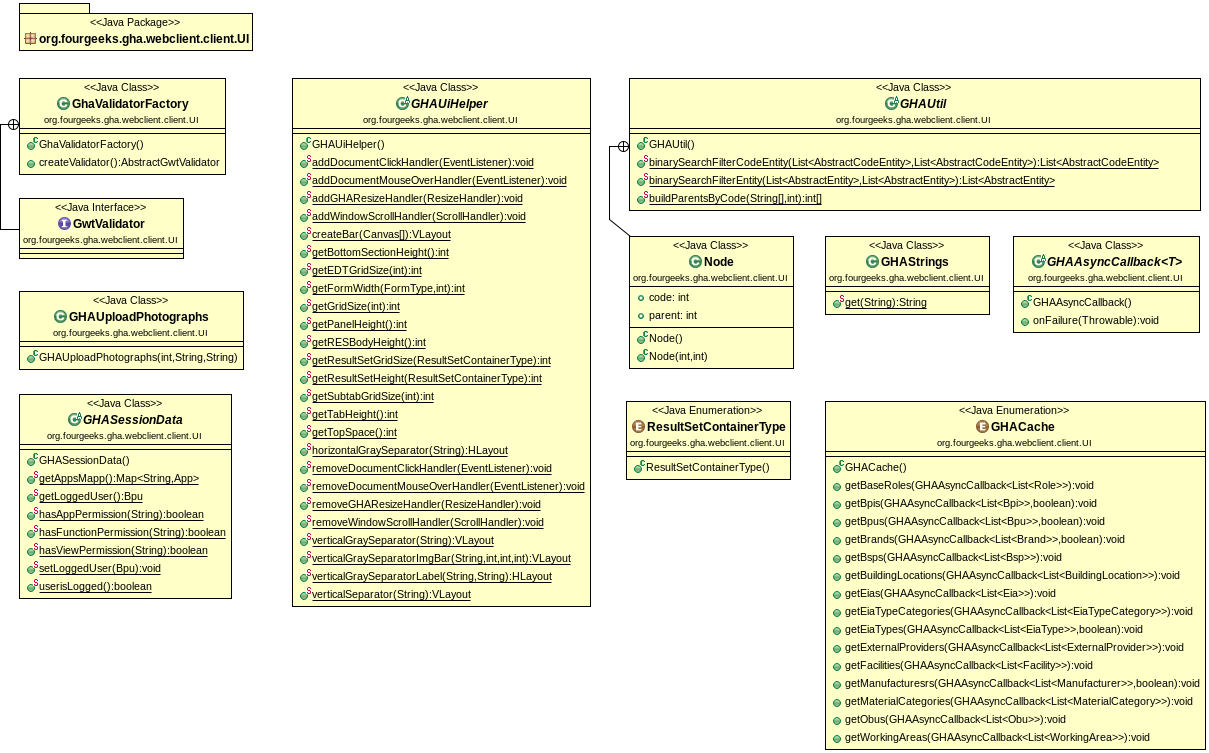 <<Java Package>>
org.fourgeeks.gha.webclient.client.UI
<<Java Class>>
GhaValidatorFactory
org.fourgeeks.gha.webclient.client.UI
GhaValidatorFactory()
createValidator():AbstractGwtValidator
<<Java Interface>>
GwtValidator
org.fourgeeks.gha.webclient.client.UI
<<Java Class>>
GHAUploadPhotographs
org.fourgeeks.gha.webclient.client.UI
GHAUploadPhotographs(int,String,String)
<<Java Class>>
GHASessionData
org.fourgeeks.gha.webclient.client.UI
GHASessionData()
getAppsMapp():Map<String,App>
getLoggedUser():Bpu
hasAppPermission(String):boolean
hasFunctionPermission(String):boolean
hasViewPermission(String):boolean
setLoggedUser(Bpu):void
userisLogged():boolean
<<Java Class>>
GHAUiHelper
org.fourgeeks.gha.webclient.client.UI
GHAUiHelper()
addDocumentClickHandler(EventListener):void
addDocumentMouseOverHandler(EventListener):void
addGHAResizeHandler(ResizeHandler):void
addWindowScrollHandler(ScrollHandler):void
createBar(Canvas[]):VLayout
getBottomSectionHeight():int
getEDTGridSize(int):int
getFormWidth(FormType,int):int
getGridSize(int):int
getPanelHeight():int
getRESBodyHeight():int
getResultSetGridSize(ResultSetContainerType):int
getResultSetHeight(ResultSetContainerType):int
getSubtabGridSize(int):int
getTabHeight():int
getTopSpace():int
horizontalGraySeparator(String):HLayout
removeDocumentClickHandler(EventListener):void
removeDocumentMouseOverHandler(EventListener):void
removeGHAResizeHandler(ResizeHandler):void
removeWindowScrollHandler(ScrollHandler):void
verticalGraySeparator(String):VLayout
verticalGraySeparatorImgBar(String,int,int,int):VLayout
verticalGraySeparatorLabel(String,String):HLayout
verticalSeparator(String):VLayout
<<Java Class>>
GHAUtil
org.fourgeeks.gha.webclient.client.UI
GHAUtil()
binarySearchFilterCodeEntity(List<AbstractCodeEntity>,List<AbstractCodeEntity>):List<AbstractCodeEntity>
binarySearchFilterEntity(List<AbstractEntity>,List<AbstractEntity>):List<AbstractEntity>
buildParentsByCode(String[],int):int[]
<<Java Class>>
Node
org.fourgeeks.gha.webclient.client.UI
code: int
parent: int
Node()
Node(int,int)
<<Java Class>>
GHAStrings
org.fourgeeks.gha.webclient.client.UI
get(String):String
<<Java Class>>
GHAAsyncCallback<T>
org.fourgeeks.gha.webclient.client.UI
GHAAsyncCallback()
onFailure(Throwable):void
<<Java Enumeration>>
ResultSetContainerType
org.fourgeeks.gha.webclient.client.UI
ResultSetContainerType()
<<Java Enumeration>>
GHACache
org.fourgeeks.gha.webclient.client.UI
GHACache()
getBaseRoles(GHAAsyncCallback<List<Role>>):void
getBpis(GHAAsyncCallback<List<Bpi>>,boolean):void
getBpus(GHAAsyncCallback<List<Bpu>>,boolean):void
getBrands(GHAAsyncCallback<List<Brand>>,boolean):void
getBsps(GHAAsyncCallback<List<Bsp>>):void
getBuildingLocations(GHAAsyncCallback<List<BuildingLocation>>):void
getEias(GHAAsyncCallback<List<Eia>>):void
getEiaTypeCategories(GHAAsyncCallback<List<EiaTypeCategory>>):void
getEiaTypes(GHAAsyncCallback<List<EiaType>>,boolean):void
getExternalProviders(GHAAsyncCallback<List<ExternalProvider>>):void
getFacilities(GHAAsyncCallback<List<Facility>>):void
getManufacturesrs(GHAAsyncCallback<List<Manufacturer>>,boolean):void
getMaterialCategories(GHAAsyncCallback<List<MaterialCategory>>):void
getObus(GHAAsyncCallback<List<Obu>>):void
getWorkingAreas(GHAAsyncCallback<List<WorkingArea>>):void